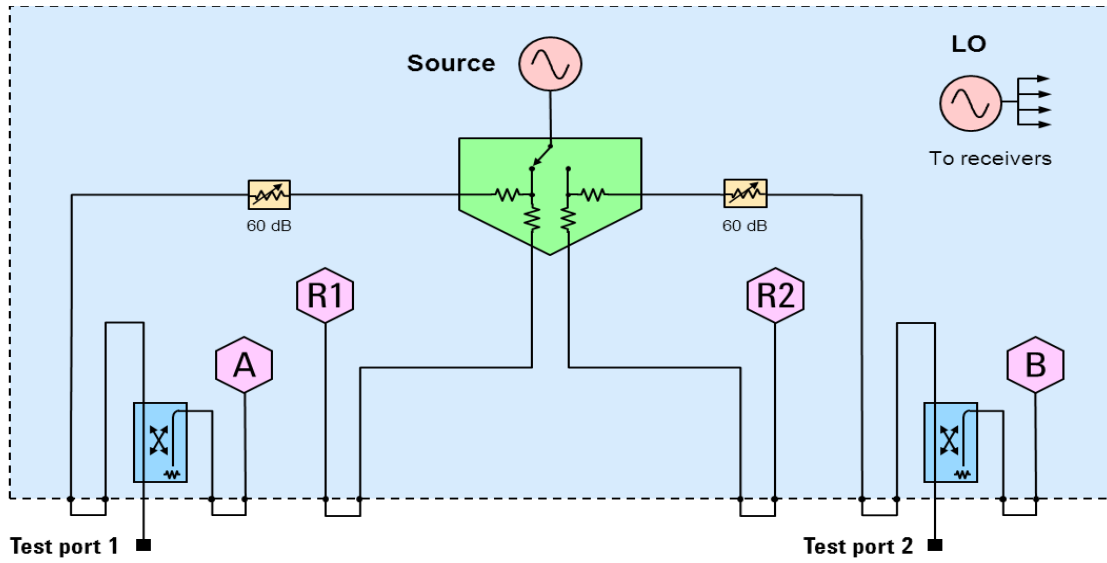 Source
LO
To receivers
60 dB
60 dB
R1
R2
A
B
Test port 1
Test port 2